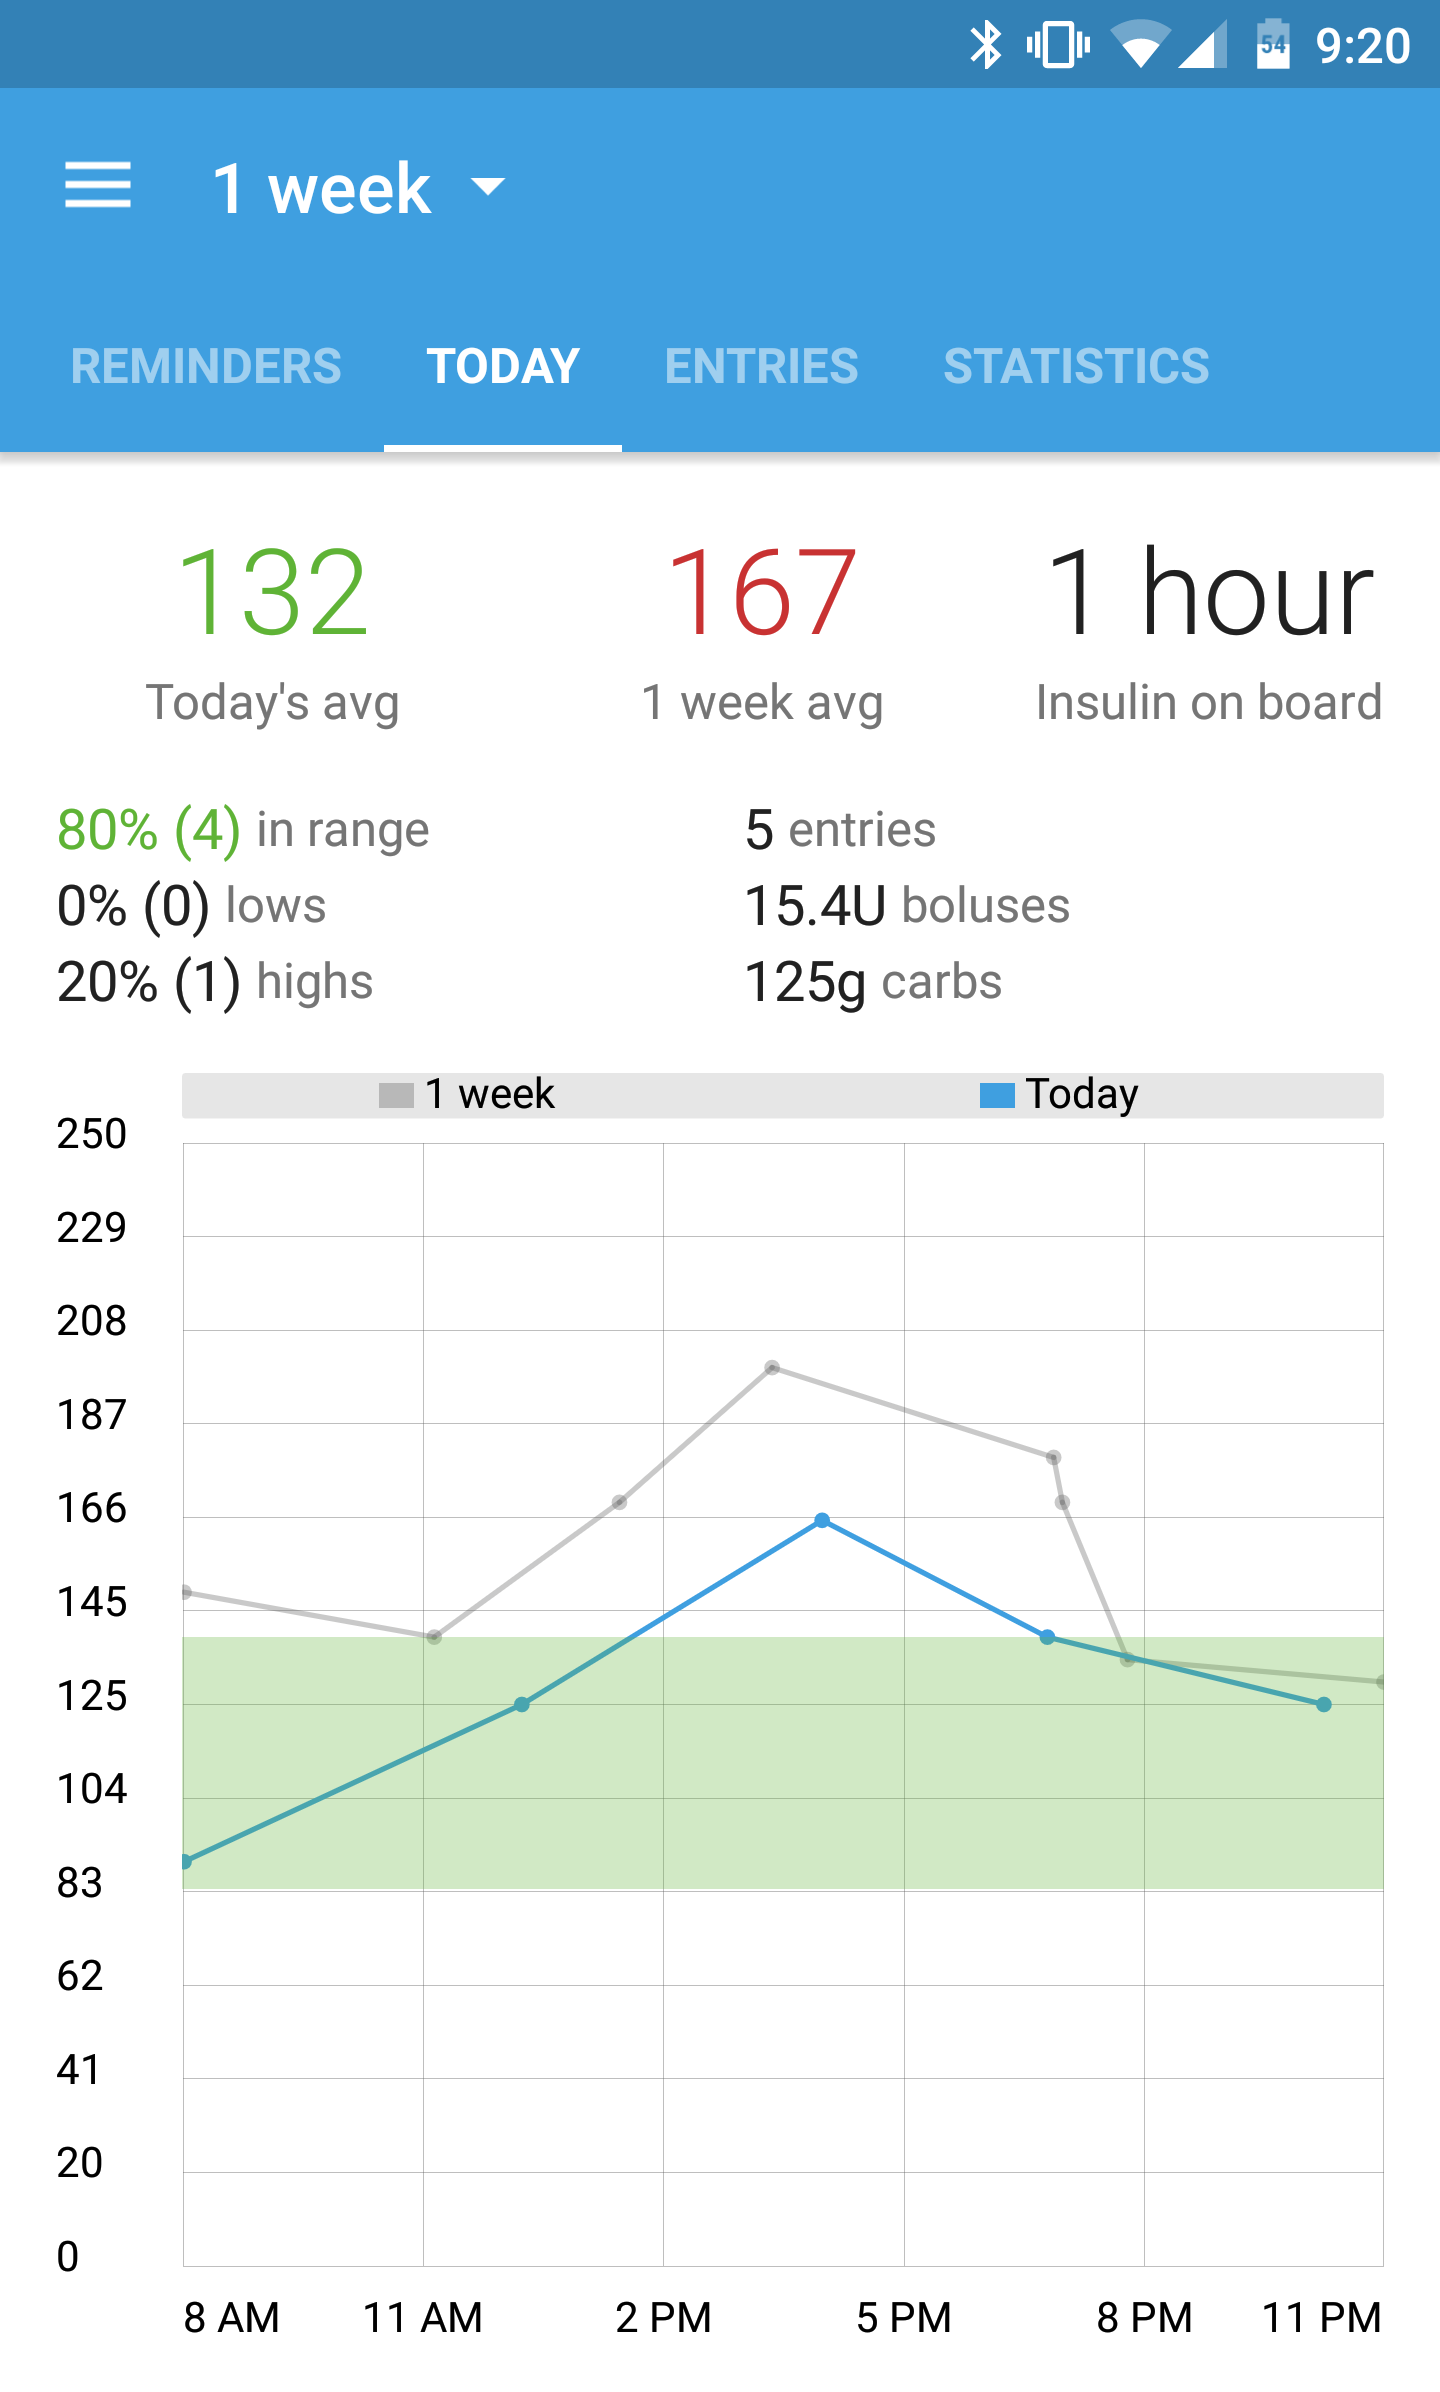 54 9:20
1 week
REMINDERS TODAY ENTRIES STATISTICS
132 167 1 hour
Today's avg 1 week avg Insulin on board
80% (4) in range 5 entries
0% (0) lows 15.4U boluses
20% (1) highs 125g carbs
1 week Today
250
229
208
187
166
145
125
104
83
62
41
20
0
8 AM 11 AM 2 PM 5 PM 8 PM 11 PM